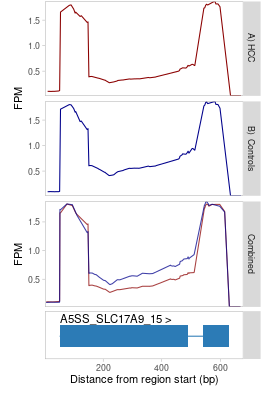 1.5
1.0
0.5
A) HCC
FPM
1.5
1.0
0.5
B) Controls
1.5
1.0
0.5
FPM
Combined
A5SS_SLC17A9_15 >
200
400
600
Distance from region start (bp)